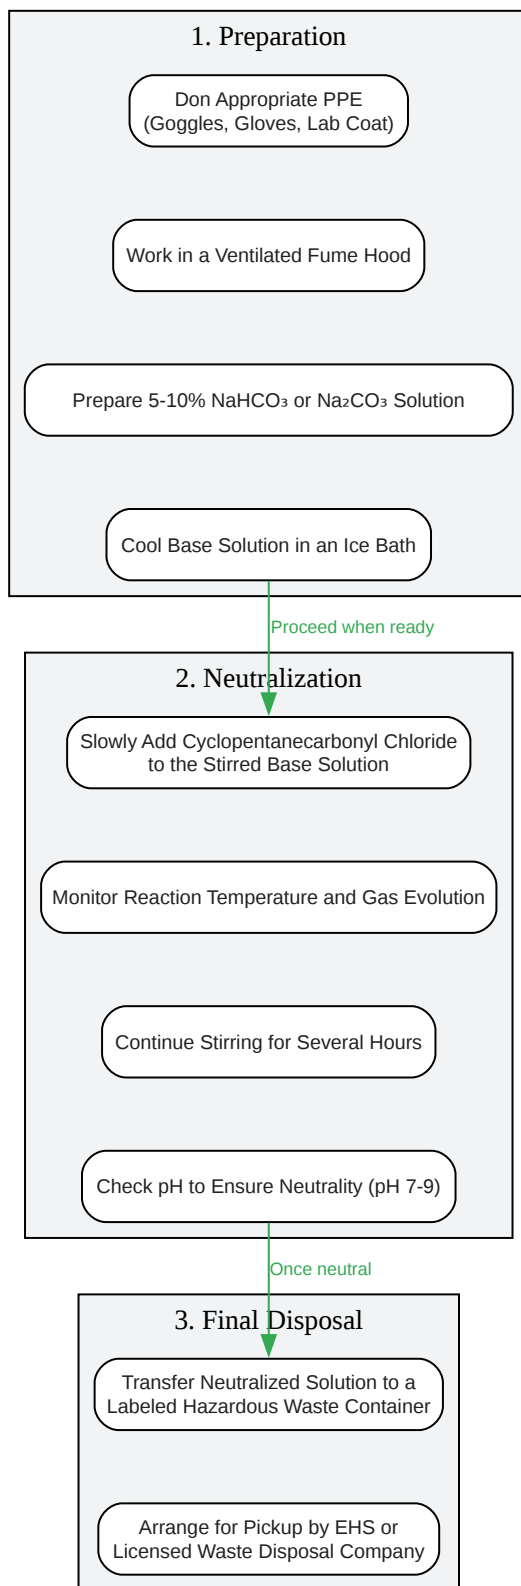 1. Preparation
Don Appropriate PPE
(Goggles, Gloves, Lab Coat)
Work in a Ventilated Fume Hood
Prepare 5-10% NaHCO₃ or Na₂CO₃ Solution
Cool Base Solution in an Ice Bath
Proceed when ready
2. Neutralization
Slowly Add Cyclopentanecarbonyl Chloride
to the Stirred Base Solution
Monitor Reaction Temperature and Gas Evolution
Continue Stirring for Several Hours
Check pH to Ensure Neutrality (pH 7-9)
Once neutral
3. Final Disposal
Transfer Neutralized Solution to a
Labeled Hazardous Waste Container
Arrange for Pickup by EHS or
Licensed Waste Disposal Company